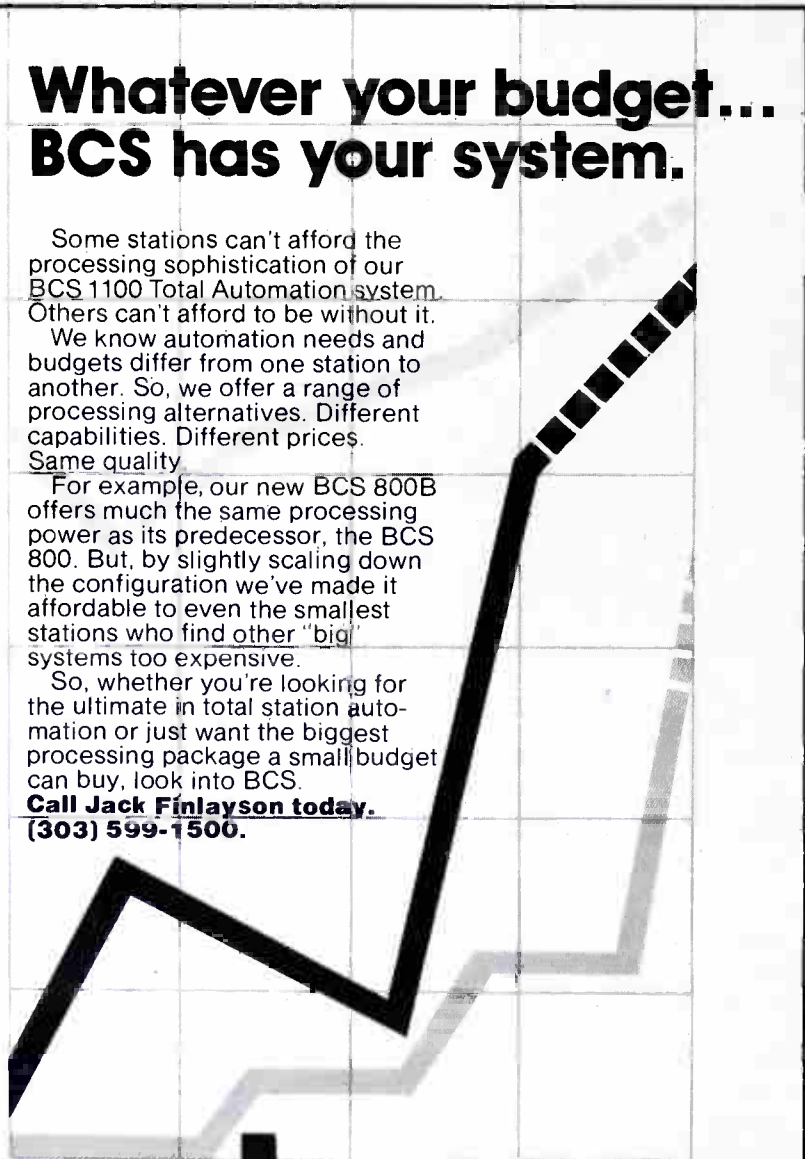 Whatever your budget...
BCS has your system.
Some stations can't afford the
processing sophistication of our
BCS 1100 Total Automation system.
Others can't afford to be without it.
We know automation needs and
budgets differ from one station to
another. So, we offer a range of
processing alternatives. Different
capabilities. Different prices.
Same quality.
For example, our new BCS 800B
offers much the same processing
power as its predecessor, the BCS
800. But, by slightly scaling down
the configuration we've made it
affordable to even the smallest
stations who find other "big"
systems too expensive.
So, whether you're looking for
the ultimate in total station auto-
mation or just want the biggest
processing package a small budget
can buy, look into BCS.
Call Jack Finlayson today.
(303) 599-1500.